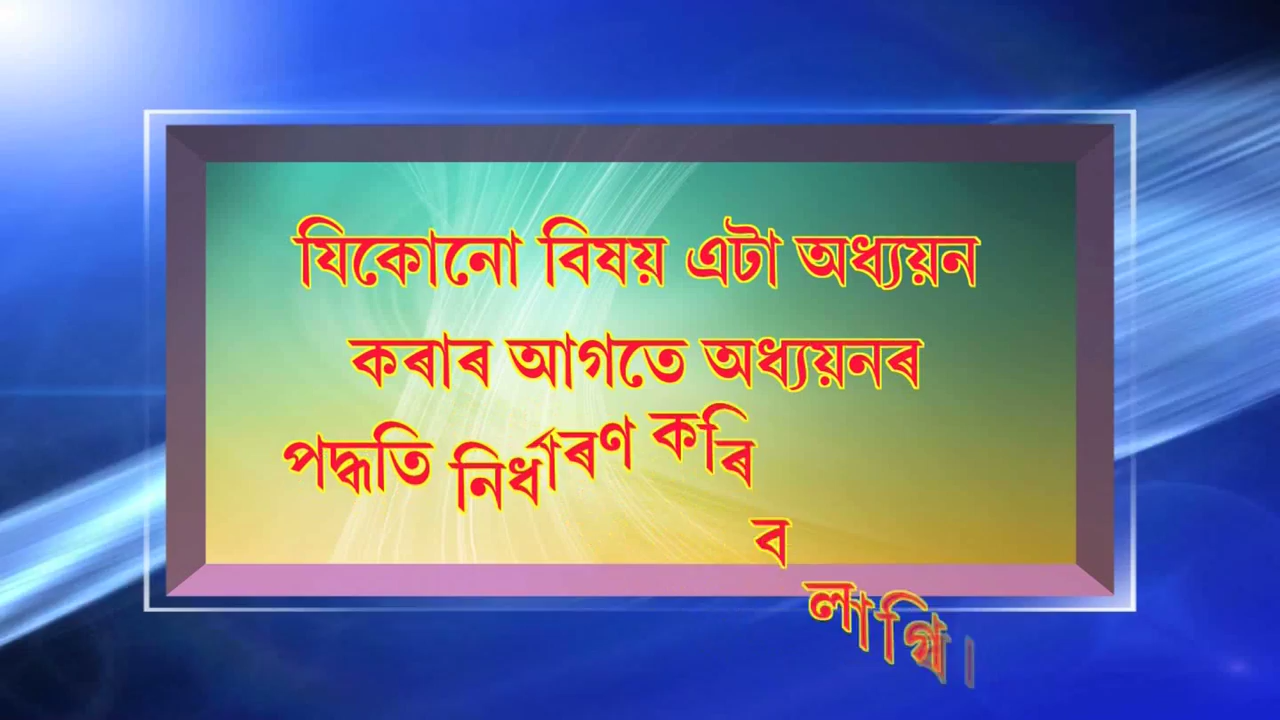 যিকোনো বিষয় এটা অধ্যয়ন
কৰাৰ আগতে অধ্যয়নৰ
পদ্ধতি নিৰ্ধাৰণ কৰিব লাগিব।